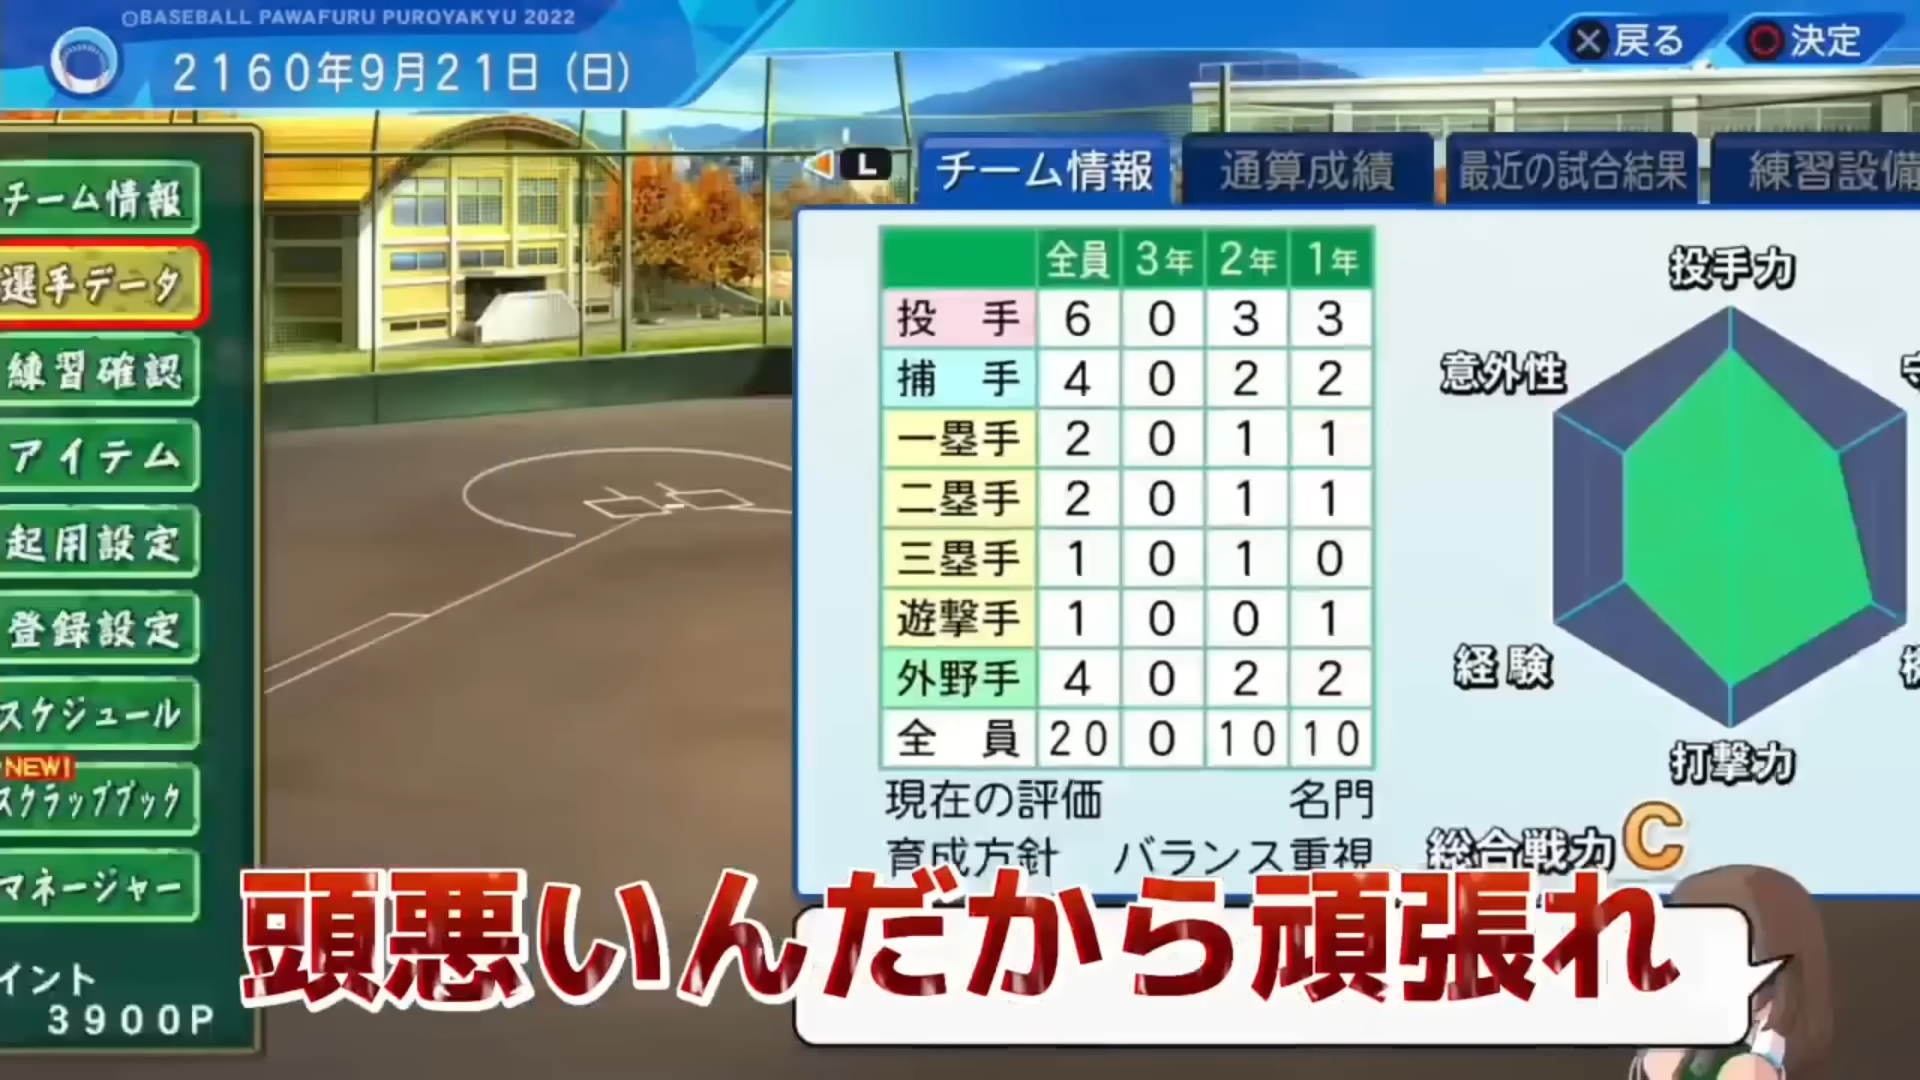 ◯BASEBALL PAWAFURU PUROYAKYU 2022
2160年9月21日（日）
戻る 決定
L チーム情報 通算成績 最近の試合結果 練習設備
チーム情報
選手データ
練習確認
アイテム
起用設定
登録設定
スケジュール
NEW!
スクラップブック
マネージャー
イント
3900P
全員 3年 2年 1年
投手 6 0 3 3
捕手 4 0 2 2
一塁手 2 0 1 1
二塁手 2 0 1 1
三塁手 1 0 1 0
遊撃手 1 0 0 1
外野手 4 0 2 2
全員 20 0 10 10
現在の評価 名門
育成方針 バランス重視
投手力
意外性 守
経験
打撃力
総合戦力 C
頭悪いんだから頑張れ